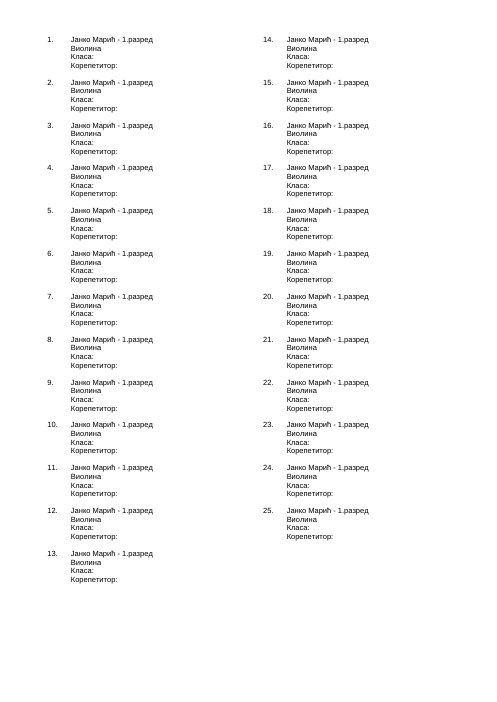 1. Јанко Марић - 1.разред
Виолина
Класа:
Корепетитор:
2. Јанко Марић - 1.разред
Виолина
Класа:
Корепетитор:
3. Јанко Марић - 1.разред
Виолина
Класа:
Корепетитор:
4. Јанко Марић - 1.разред
Виолина
Класа:
Корепетитор:
5. Јанко Марић - 1.разред
Виолина
Класа:
Корепетитор:
6. Јанко Марић - 1.разред
Виолина
Класа:
Корепетитор:
7. Јанко Марић - 1.разред
Виолина
Класа:
Корепетитор:
8. Јанко Марић - 1.разред
Виолина
Класа:
Корепетитор:
9. Јанко Марић - 1.разред
Виолина
Класа:
Корепетитор:
10. Јанко Марић - 1.разред
Виолина
Класа:
Корепетитор:
11. Јанко Марић - 1.разред
Виолина
Класа:
Корепетитор:
12. Јанко Марић - 1.разред
Виолина
Класа:
Корепетитор:
13. Јанко Марић - 1.разред
Виолина
Класа:
Корепетитор:
14. Јанко Марић - 1.разред
Виолина
Класа:
Корепетитор:
15. Јанко Марић - 1.разред
Виолина
Класа:
Корепетитор:
16. Јанко Марић - 1.разред
Виолина
Класа:
Корепетитор:
17. Јанко Марић - 1.разред
Виолина
Класа:
Корепетитор:
18. Јанко Марић - 1.разред
Виолина
Класа:
Корепетитор:
19. Јанко Марић - 1.разред
Виолина
Класа:
Корепетитор:
20. Јанко Марић - 1.разред
Виолина
Класа:
Корепетитор:
21. Јанко Марић - 1.разред
Виолина
Класа:
Корепетитор:
22. Јанко Марић - 1.разред
Виолина
Класа:
Корепетитор:
23. Јанко Марић - 1.разред
Виолина
Класа:
Корепетитор:
24. Јанко Марић - 1.разред
Виолина
Класа:
Корепетитор:
25. Јанко Марић - 1.разред
Виолина
Класа:
Корепетитор: